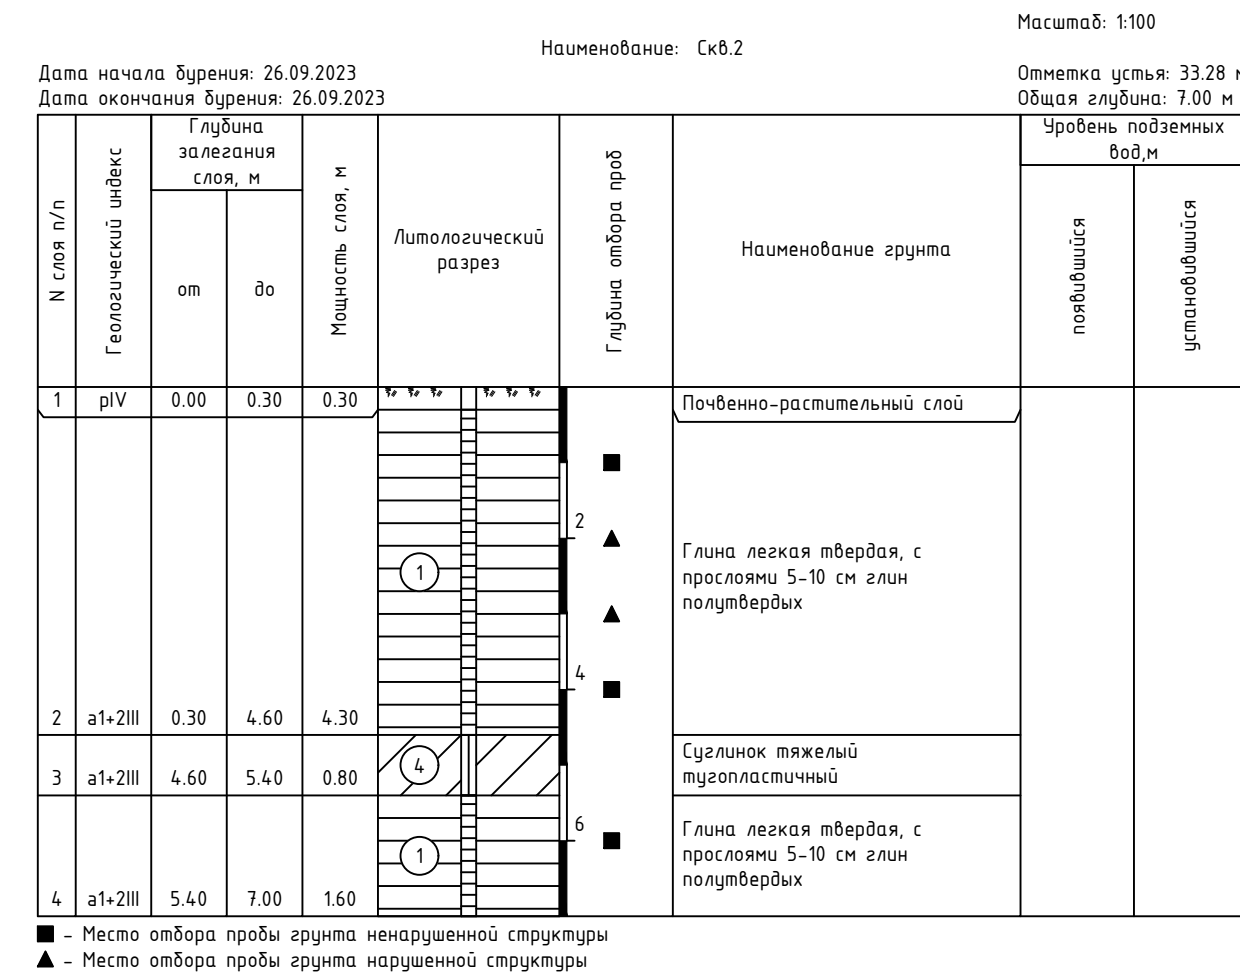 Масштаб: 1:100
Наименование: Скв.2
Дата начала бурения: 26.09.2023
Отметка устья: 33.28 м
Дата окончания бурения: 26.09.2023
Общая глубина: 7.00 м
N слоя п/п
Геологический индекс
Глубина
залегания
слоя, м
от
до
Мощность слоя, м
Литологический
разрез
Глубина отбора проб
Наименование грунта
Уровень подземных
вод,м
появившийся
установившийся
1 pIV 0.00 0.30 0.30
Почвенно-растительный слой
2
1
Глина легкая твердая, с
прослоями 5-10 см глин
полутвердых
4
2 a1+2III 0.30 4.60 4.30
4
Суглинок тяжелый
тугопластичный
3 a1+2III 4.60 5.40 0.80
6
1
Глина легкая твердая, с
прослоями 5-10 см глин
полутвердых
4 a1+2III 5.40 7.00 1.60
- Место отбора пробы грунта ненарушенной структуры
- Место отбора пробы грунта нарушенной структуры